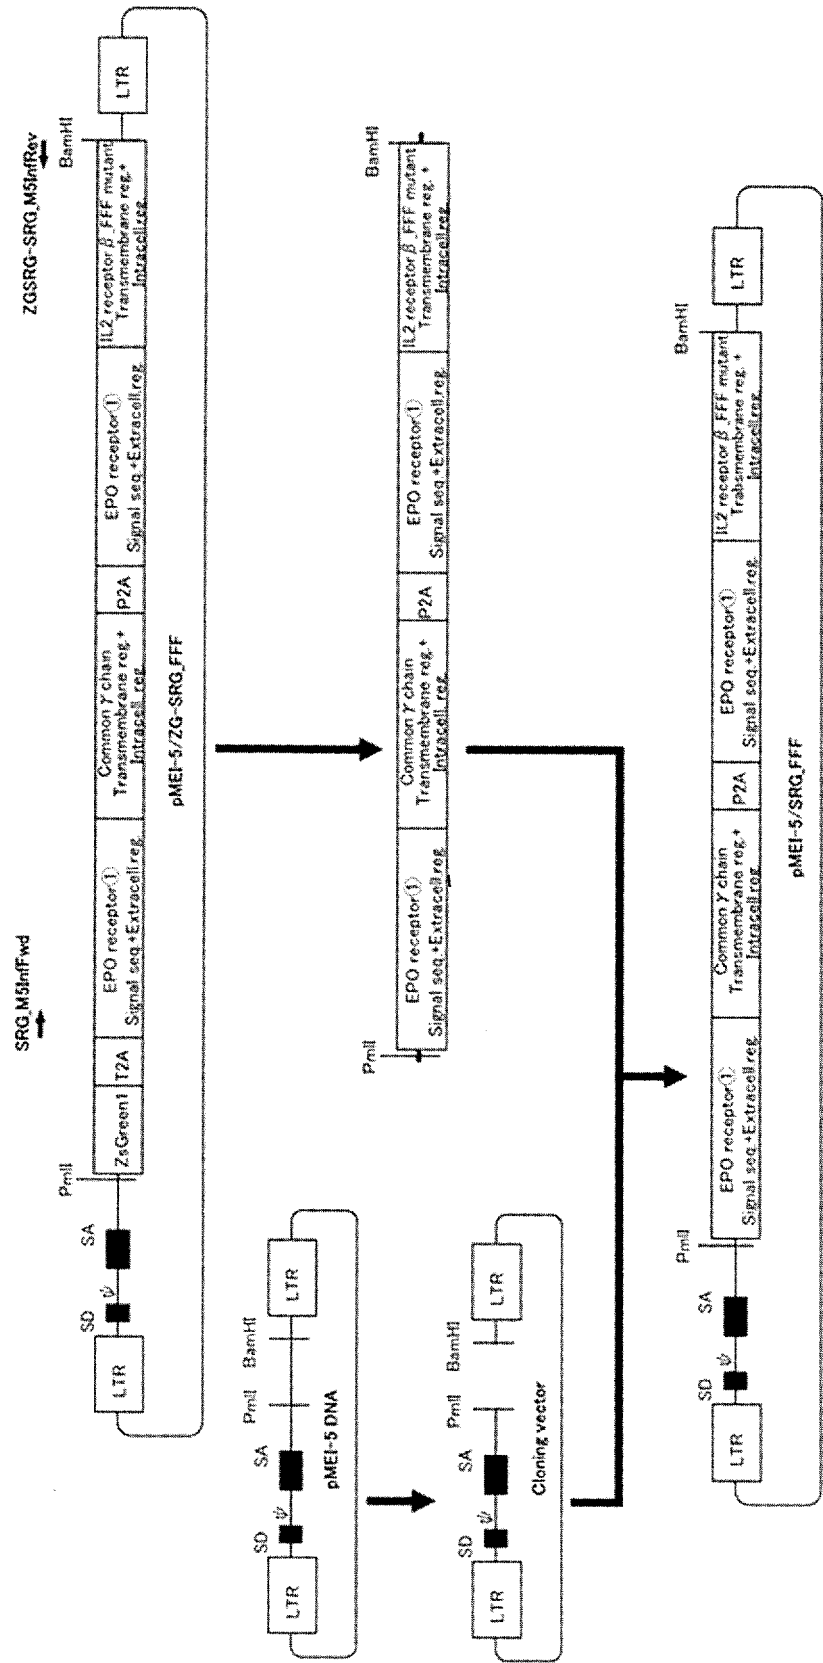 SRG_M5InfFwd
ZGSRG-SRG_M5InfRev
LTR
SD
ψ
SA
PmlI
ZsGreen1
T2A
EPO receptor①
Signal seq.+Extracell.reg.
Common γ chain
Transmembrane reg.+
Intracell. reg.
P2A
EPO receptor①
Signal seq.+Extracell.reg.
IL2 receptor β_FFF mutant
Transmembrane reg.+
Intracell.reg.
BamHI
LTR
pMEI-5/ZG-SRG_FFF
LTR
SD
ψ
SA
PmlI
BamHI
LTR
pMEI-5 DNA
PmlI
EPO receptor①
Signal seq.+Extracell.reg.
Common γ chain
Transmembrane reg.+
Intracell. reg.
P2A
EPO receptor①
Signal seq.+Extracell.reg.
IL2 receptor β_FFF mutant
Transmembrane reg. +
Intracell.reg.
BamHI
LTR
SD
ψ
SA
PmlI
BamHI
LTR
Cloning vector
LTR
SD
ψ
SA
PmlI
EPO receptor①
Signal seq.+Extracell.reg.
Common γ chain
Transmembrane reg.+
Intracell.reg.
P2A
EPO receptor①
Signal seq.+Extracell.reg.
IL2 receptor β_FFF mutant
Trabsmembrane reg.+
Intracell.reg.
BamHI
LTR
pMEI-5/SRG_FFF